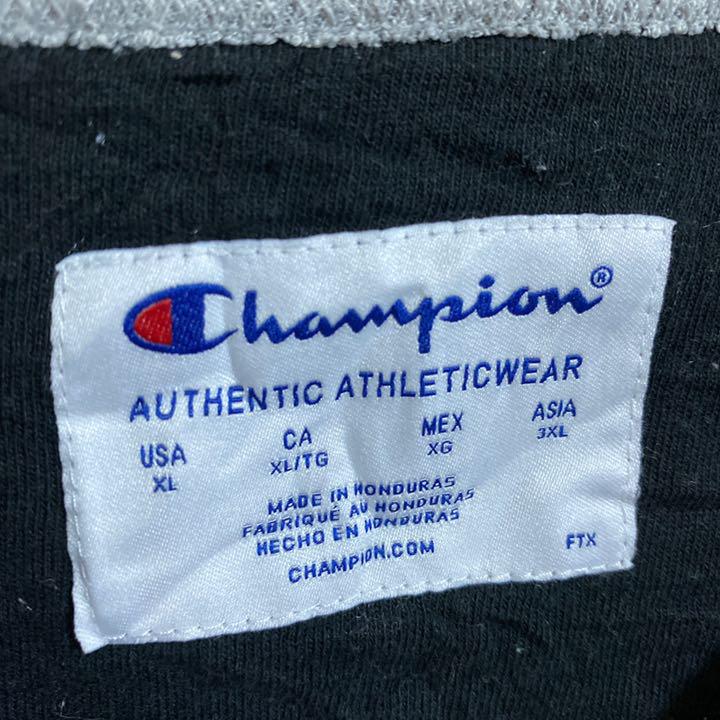 Champion®
AUTHENTIC ATHLETICWEAR
USA CA MEX ASIA
XL XL/TG XG 3XL
MADE IN HONDURAS
FABRIQUÉ AU HONDURAS
HECHO EN HONDURAS
CHAMPION.COM
FTX